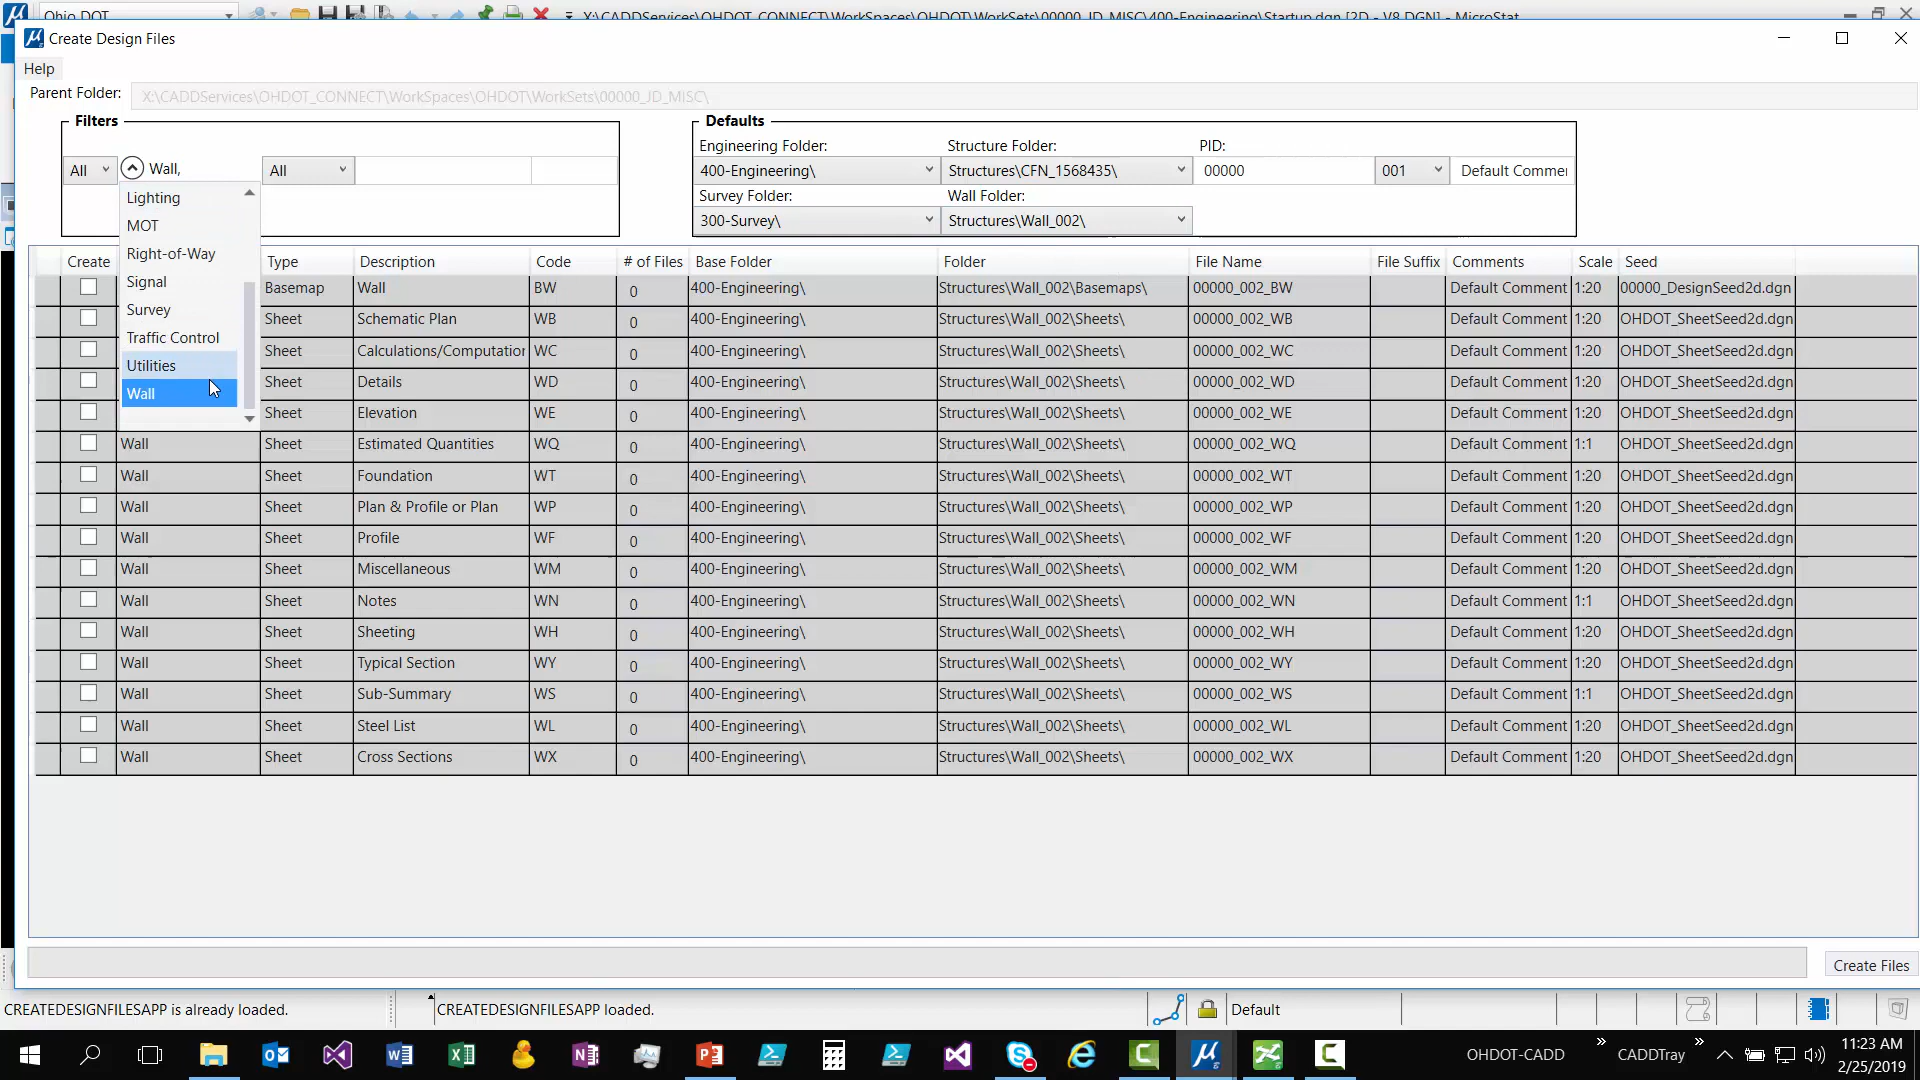 Ohio DOT
X:\CADDServices\OHDOT_CONNECT\WorkSpaces\OHDOT\WorkSets\00000_JD_MISC\400-Engineering\Startup.dgn [2D - V8 DGN] - MicroStat
Create Design Files
Help
Parent Folder: X:\CADDServices\OHDOT_CONNECT\WorkSpaces\OHDOT\WorkSets\00000_JD_MISC\
Filters
Defaults
Engineering Folder: Structure Folder: PID:
All Wall, All
400-Engineering\ Structures\CFN_1568435\ 00000 001 Default Commer
Survey Folder: Wall Folder:
300-Survey\ Structures\Wall_002\
Lighting
MOT
Right-of-Way
Signal
Survey
Traffic Control
Utilities
Wall
Create Type Description Code # of Files Base Folder Folder File Name File Suffix Comments Scale Seed
Basemap Wall BW 0 400-Engineering\ Structures\Wall_002\Basemaps\ 00000_002_BW Default Comment 1:20 00000_DesignSeed2d.dgn
Sheet Schematic Plan WB 0 400-Engineering\ Structures\Wall_002\Sheets\ 00000_002_WB Default Comment 1:20 OHDOT_SheetSeed2d.dgn
Sheet Calculations/Computation WC 0 400-Engineering\ Structures\Wall_002\Sheets\ 00000_002_WC Default Comment 1:20 OHDOT_SheetSeed2d.dgn
Sheet Details WD 0 400-Engineering\ Structures\Wall_002\Sheets\ 00000_002_WD Default Comment 1:20 OHDOT_SheetSeed2d.dgn
Sheet Elevation WE 0 400-Engineering\ Structures\Wall_002\Sheets\ 00000_002_WE Default Comment 1:20 OHDOT_SheetSeed2d.dgn
Wall Sheet Estimated Quantities WQ 0 400-Engineering\ Structures\Wall_002\Sheets\ 00000_002_WQ Default Comment 1:1 OHDOT_SheetSeed2d.dgn
Wall Sheet Foundation WT 0 400-Engineering\ Structures\Wall_002\Sheets\ 00000_002_WT Default Comment 1:20 OHDOT_SheetSeed2d.dgn
Wall Sheet Plan & Profile or Plan WP 0 400-Engineering\ Structures\Wall_002\Sheets\ 00000_002_WP Default Comment 1:20 OHDOT_SheetSeed2d.dgn
Wall Sheet Profile WF 0 400-Engineering\ Structures\Wall_002\Sheets\ 00000_002_WF Default Comment 1:20 OHDOT_SheetSeed2d.dgn
Wall Sheet Miscellaneous WM 0 400-Engineering\ Structures\Wall_002\Sheets\ 00000_002_WM Default Comment 1:20 OHDOT_SheetSeed2d.dgn
Wall Sheet Notes WN 0 400-Engineering\ Structures\Wall_002\Sheets\ 00000_002_WN Default Comment 1:1 OHDOT_SheetSeed2d.dgn
Wall Sheet Sheeting WH 0 400-Engineering\ Structures\Wall_002\Sheets\ 00000_002_WH Default Comment 1:20 OHDOT_SheetSeed2d.dgn
Wall Sheet Typical Section WY 0 400-Engineering\ Structures\Wall_002\Sheets\ 00000_002_WY Default Comment 1:20 OHDOT_SheetSeed2d.dgn
Wall Sheet Sub-Summary WS 0 400-Engineering\ Structures\Wall_002\Sheets\ 00000_002_WS Default Comment 1:1 OHDOT_SheetSeed2d.dgn
Wall Sheet Steel List WL 0 400-Engineering\ Structures\Wall_002\Sheets\ 00000_002_WL Default Comment 1:20 OHDOT_SheetSeed2d.dgn
Wall Sheet Cross Sections WX 0 400-Engineering\ Structures\Wall_002\Sheets\ 00000_002_WX Default Comment 1:20 OHDOT_SheetSeed2d.dgn
Create Files
CREATEDESIGNFILESAPP is already loaded. CREATEDESIGNFILESAPP loaded. Default
OHDOT-CADD » CADDTray » 11:23 AM
2/25/2019